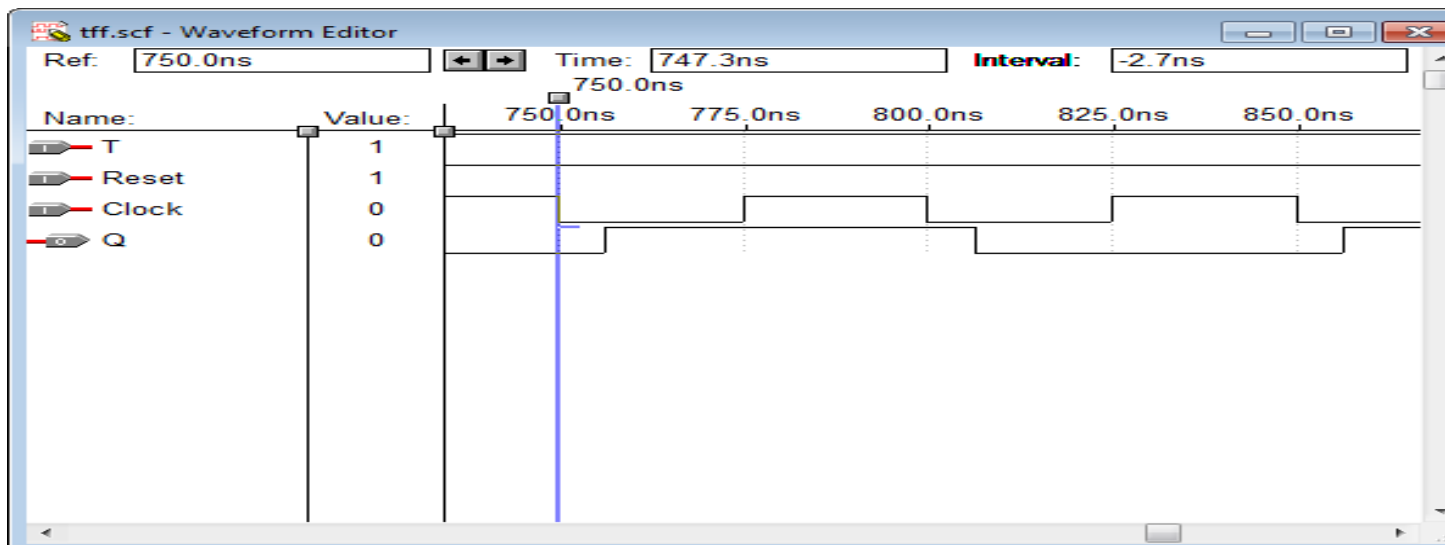 tff.scf - Waveform Editor
Ref: 750.0ns Time: 747.3ns Interval: -2.7ns
750.0ns
Name: Value: 750.0ns 775.0ns 800.0ns 825.0ns 850.0ns
T 1
Reset 1
Clock 0
Q 0